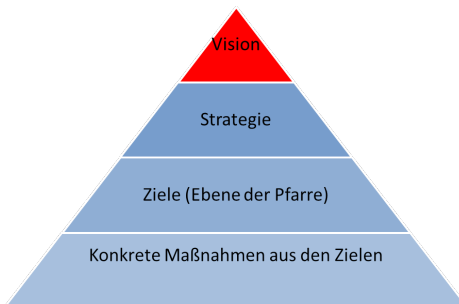 Vision
Strategie
Ziele (Ebene der Pfarre)
Konkrete Maßnahmen aus den Zielen